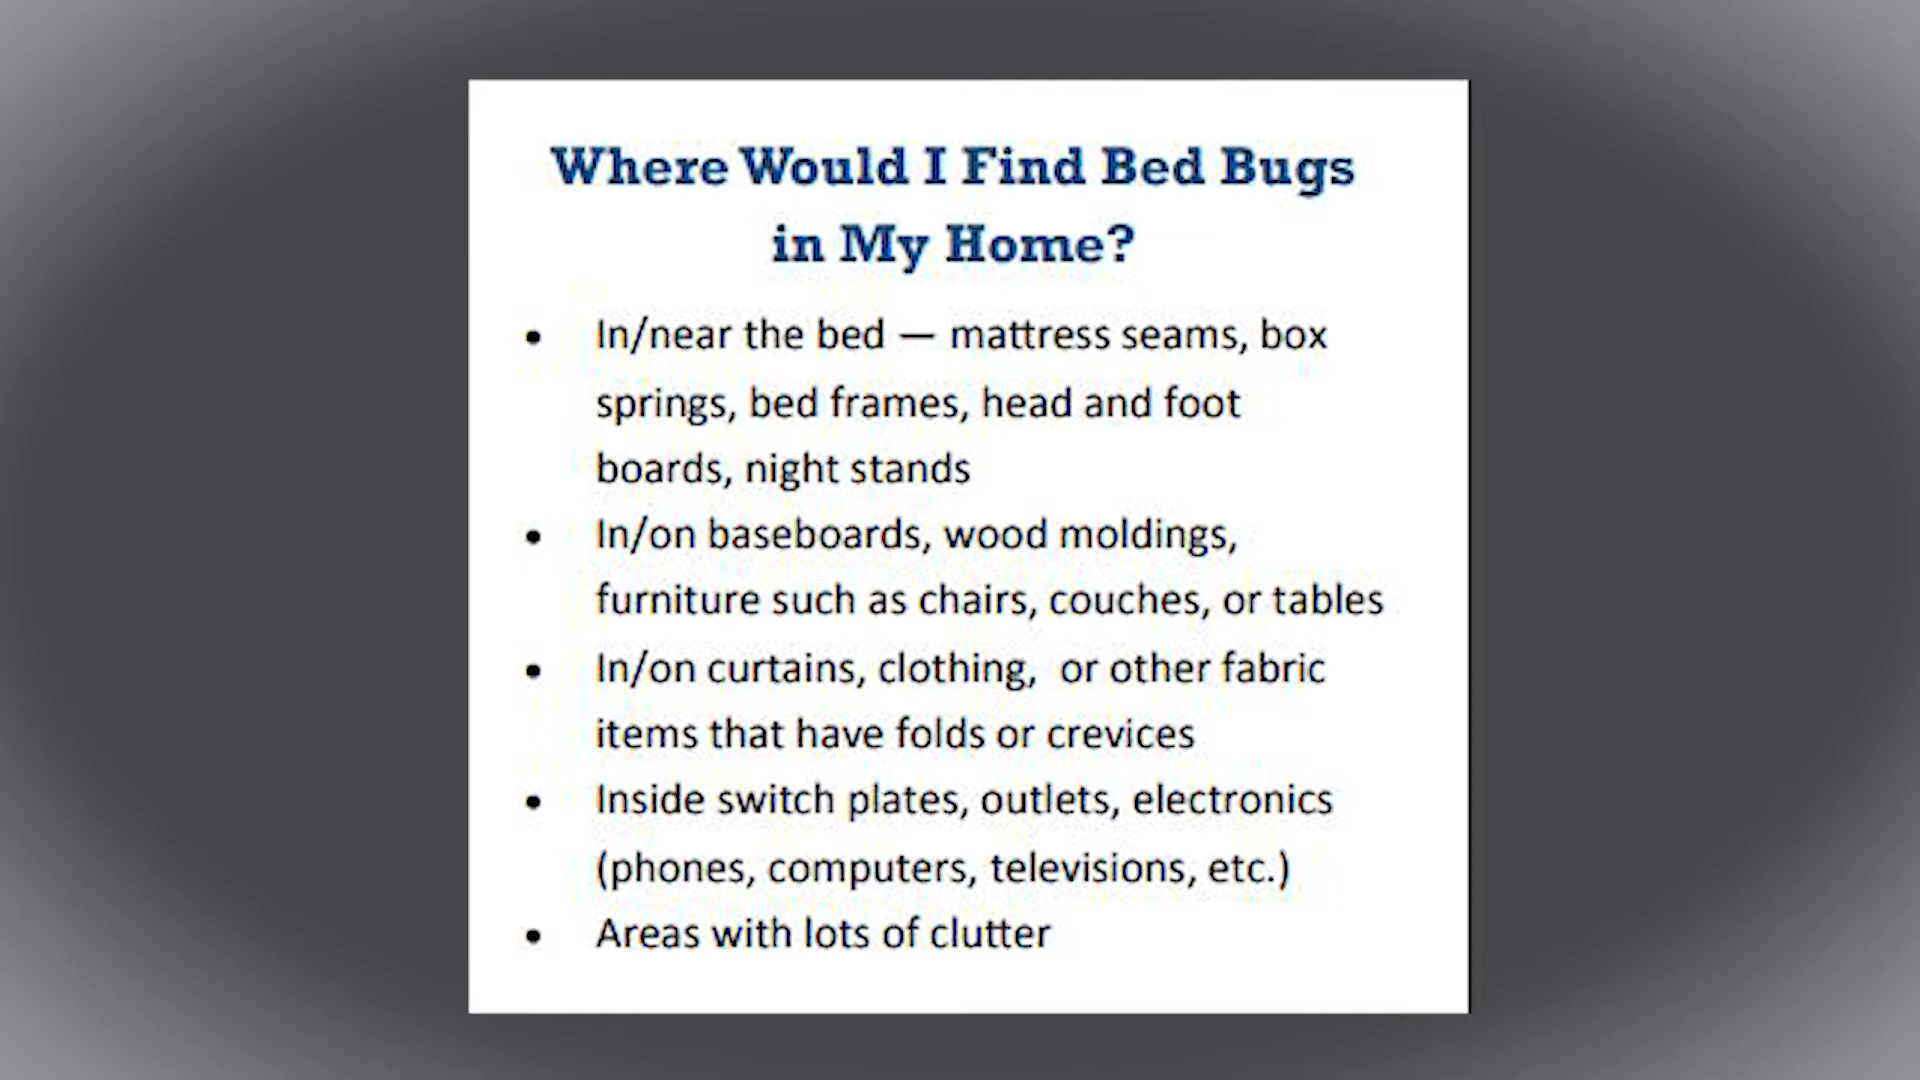 Where Would I Find Bed Bugs
in My Home?
• In/near the bed — mattress seams, box
springs, bed frames, head and foot
boards, night stands
• In/on baseboards, wood moldings,
furniture such as chairs, couches, or tables
• In/on curtains, clothing,  or other fabric
items that have folds or crevices
• Inside switch plates, outlets, electronics
(phones, computers, televisions, etc.)
• Areas with lots of clutter